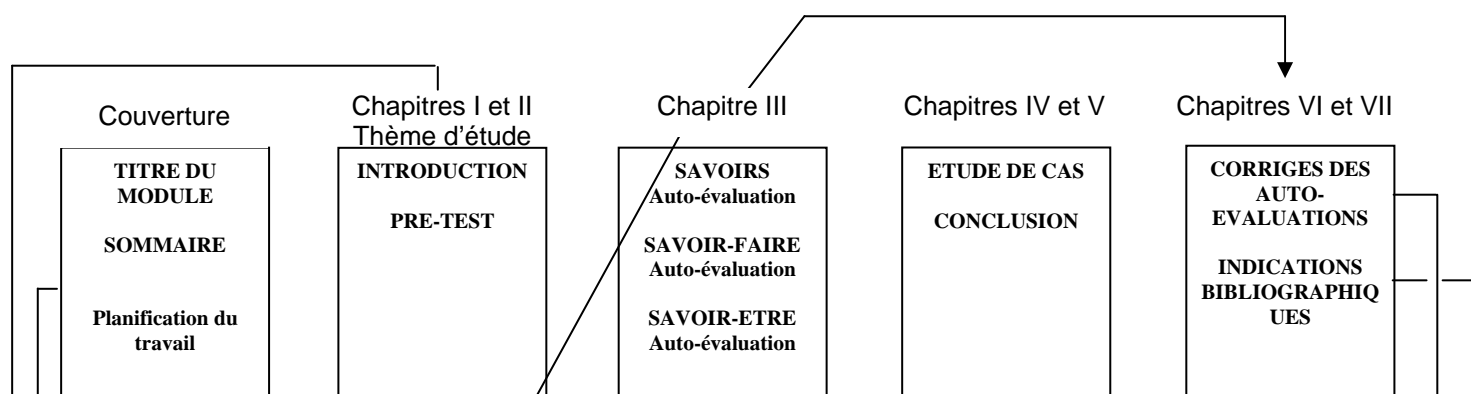 Couverture
TITRE DU
MODULE
SOMMAIRE
Planification du
travail
Chapitres I et II
Thème d'étude
INTRODUCTION
PRE-TEST
Chapitre III
SAVOIRS
Auto-évaluation
SAVOIR-FAIRE
Auto-évaluation
SAVOIR-ETRE
Auto-évaluation
Chapitres IV et V
ETUDE DE CAS
CONCLUSION
Chapitres VI et VII
CORRIGES DES
AUTO-
EVALUATIONS
INDICATIONS
BIBLIOGRAPHIQ
UES